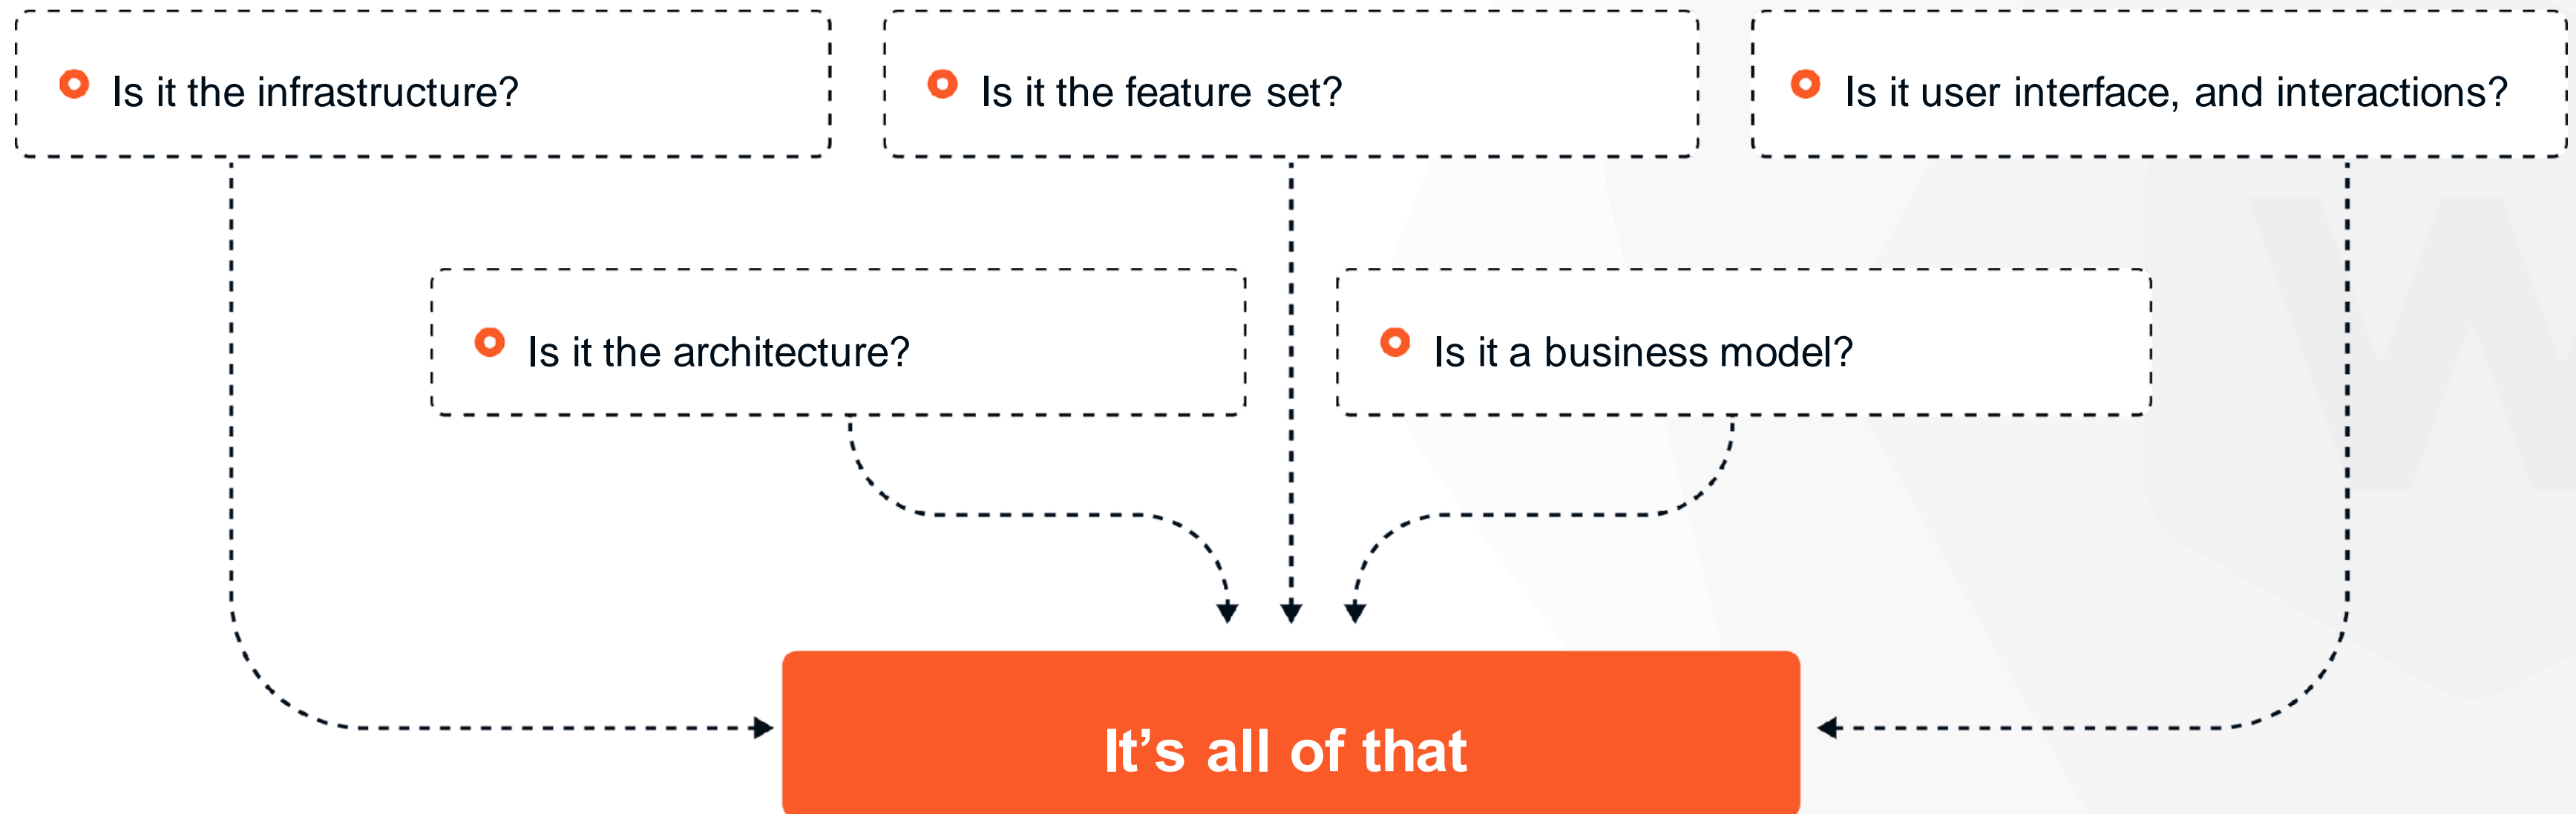 Is it the infrastructure?
Is it the feature set?
Is it user interface, and interactions?
Is it the architecture?
Is it a business model?
It’s all of that